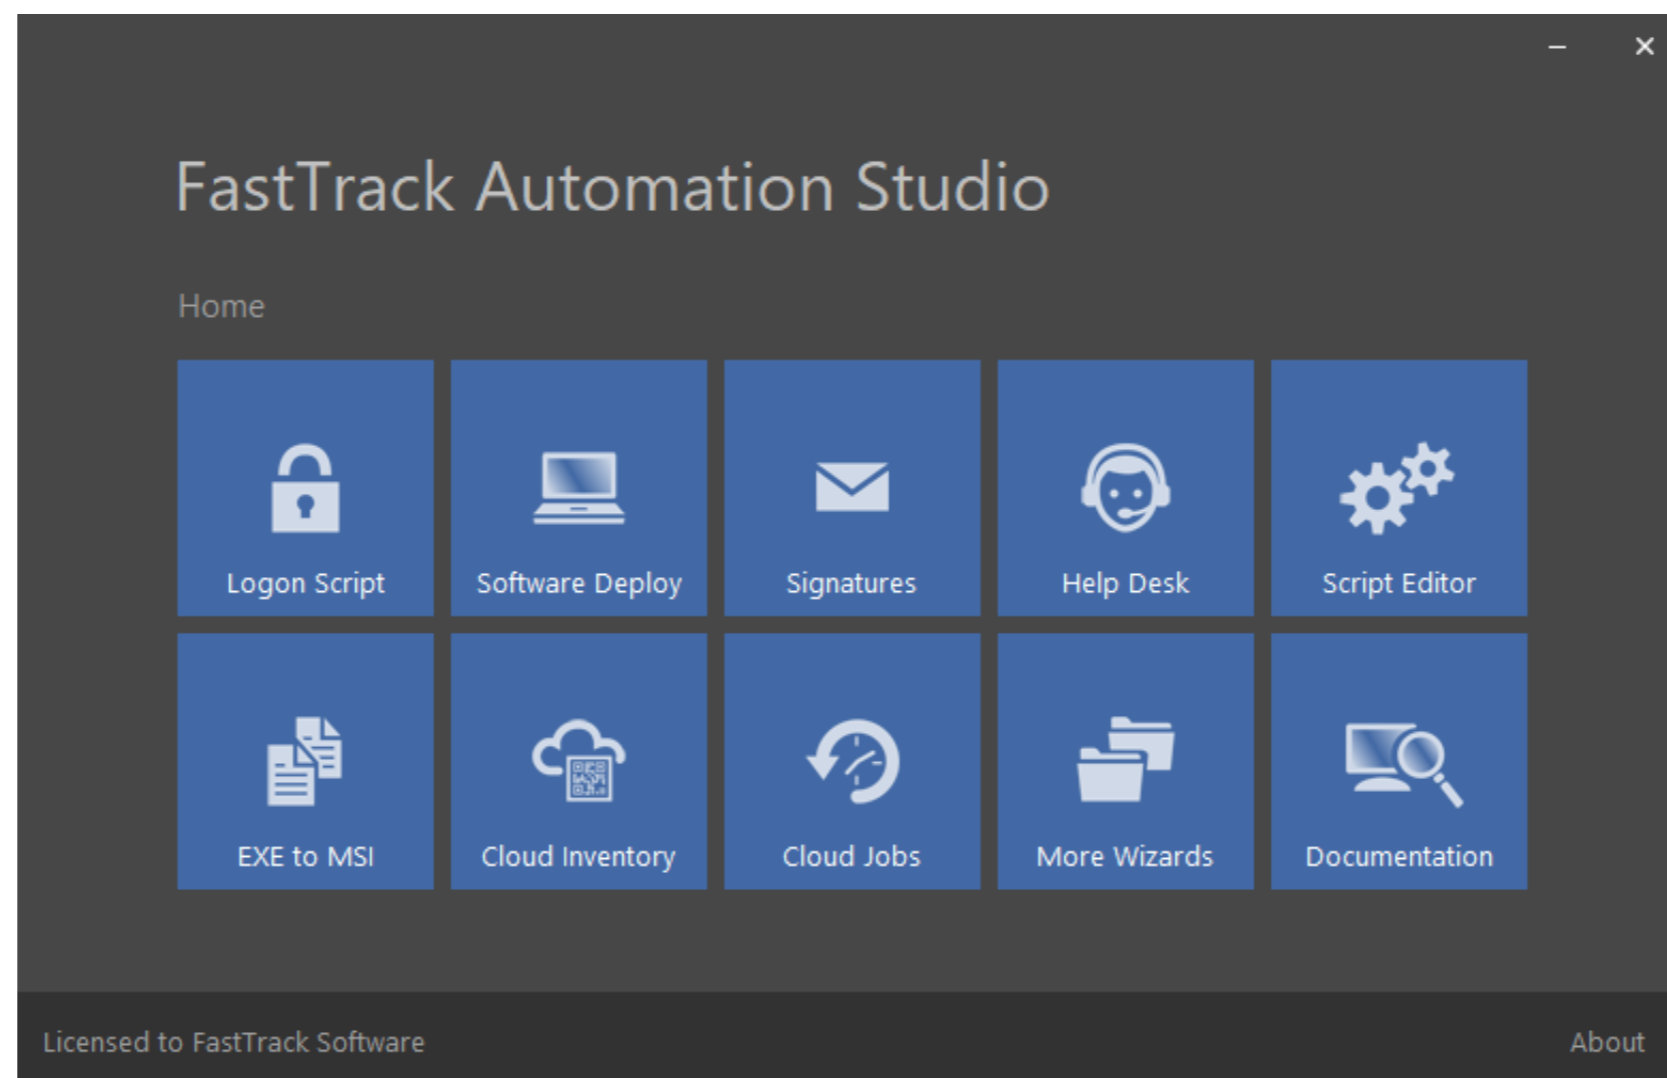 FastTrack Automation Studio
Home
Logon Script
Software Deploy
Signatures
Help Desk
Script Editor
EXE to MSI
Cloud Inventory
Cloud Jobs
More Wizards
Documentation
Licensed to FastTrack Software
About